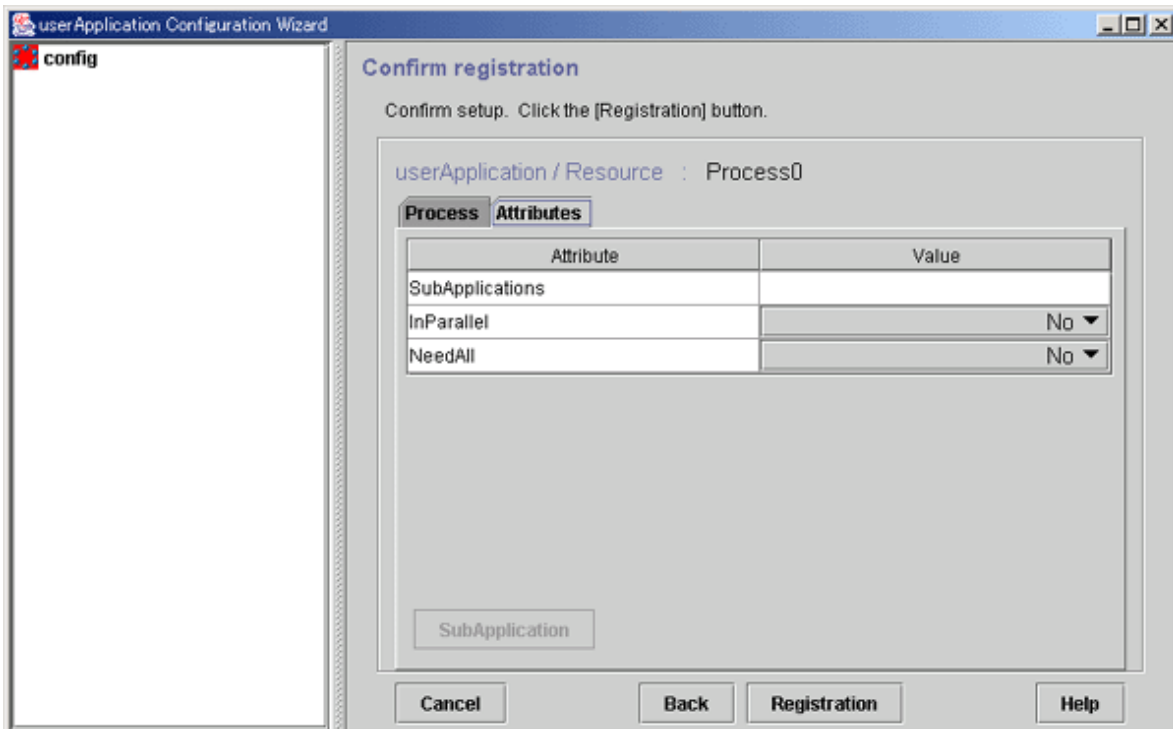 userApplication Configuration Wizard
config
Confirm registration
Confirm setup. Click the [Registration] button.
userApplication / Resource : Process0
Process Attributes
Attribute Value
SubApplications
InParallel No
NeedAll No
SubApplication
Cancel Back Registration Help